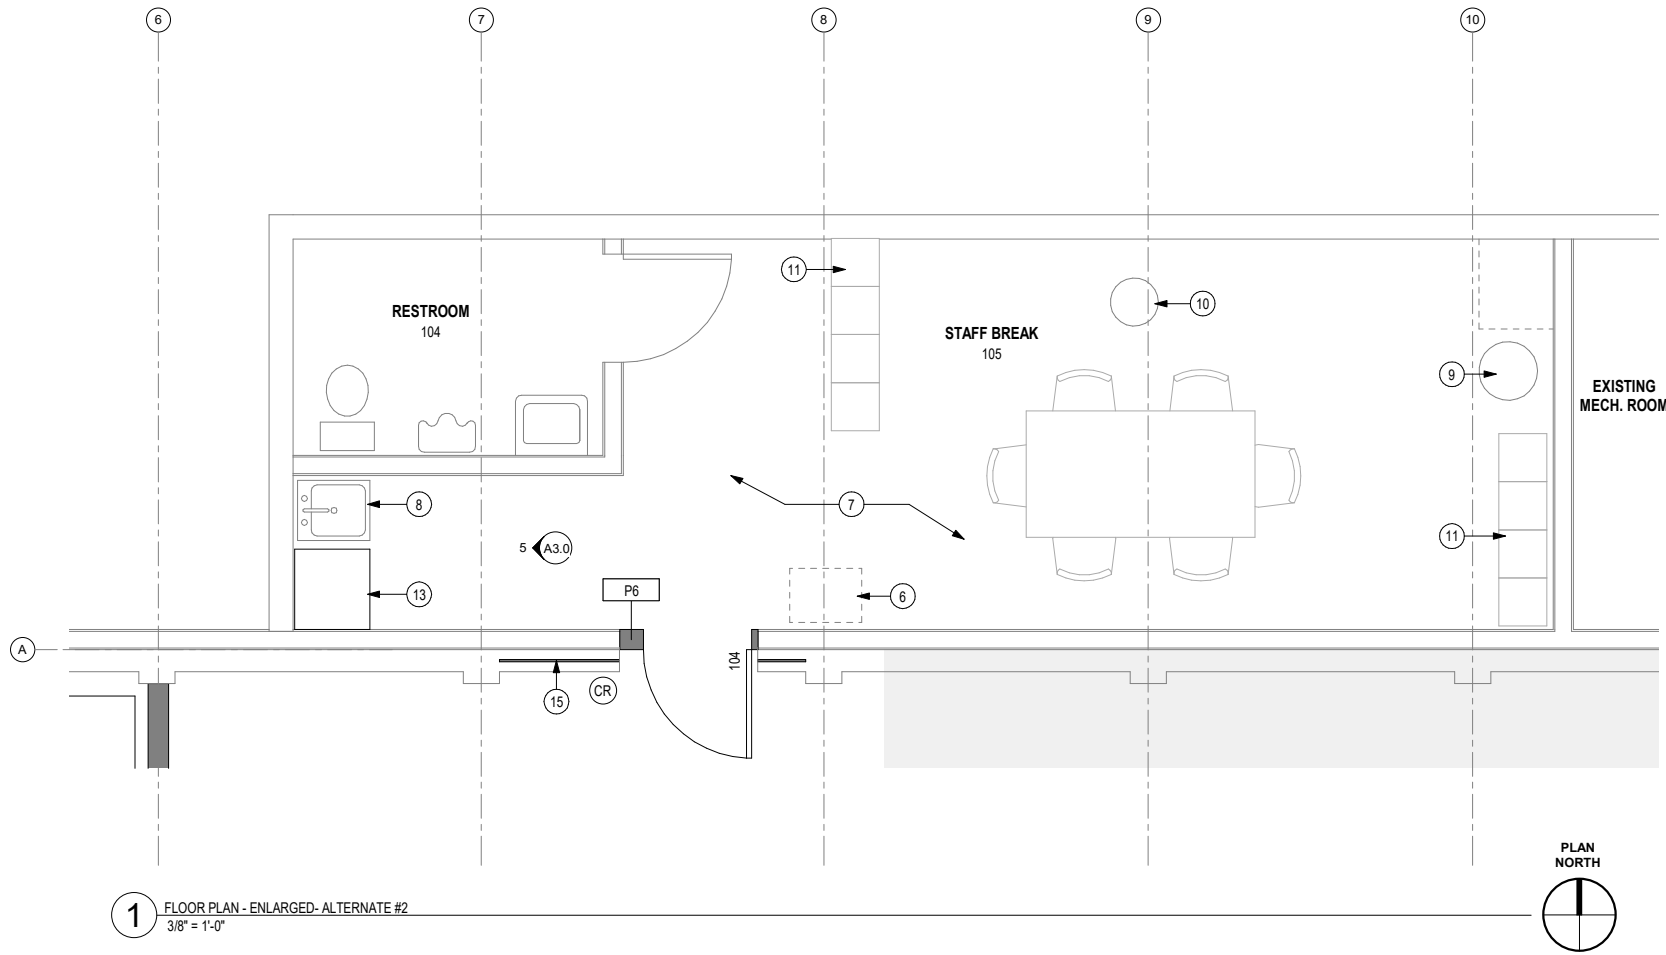 6
7
8
9
10
11
RESTROOM
104
10
STAFF BREAK
105
9
EXISTING
MECH. ROOM
8
7
11
5
A3.0
P6
6
13
A
104
CR
15
PLAN
NORTH
1
FLOOR PLAN - ENLARGED- ALTERNATE #2
3/8" = 1'-0"